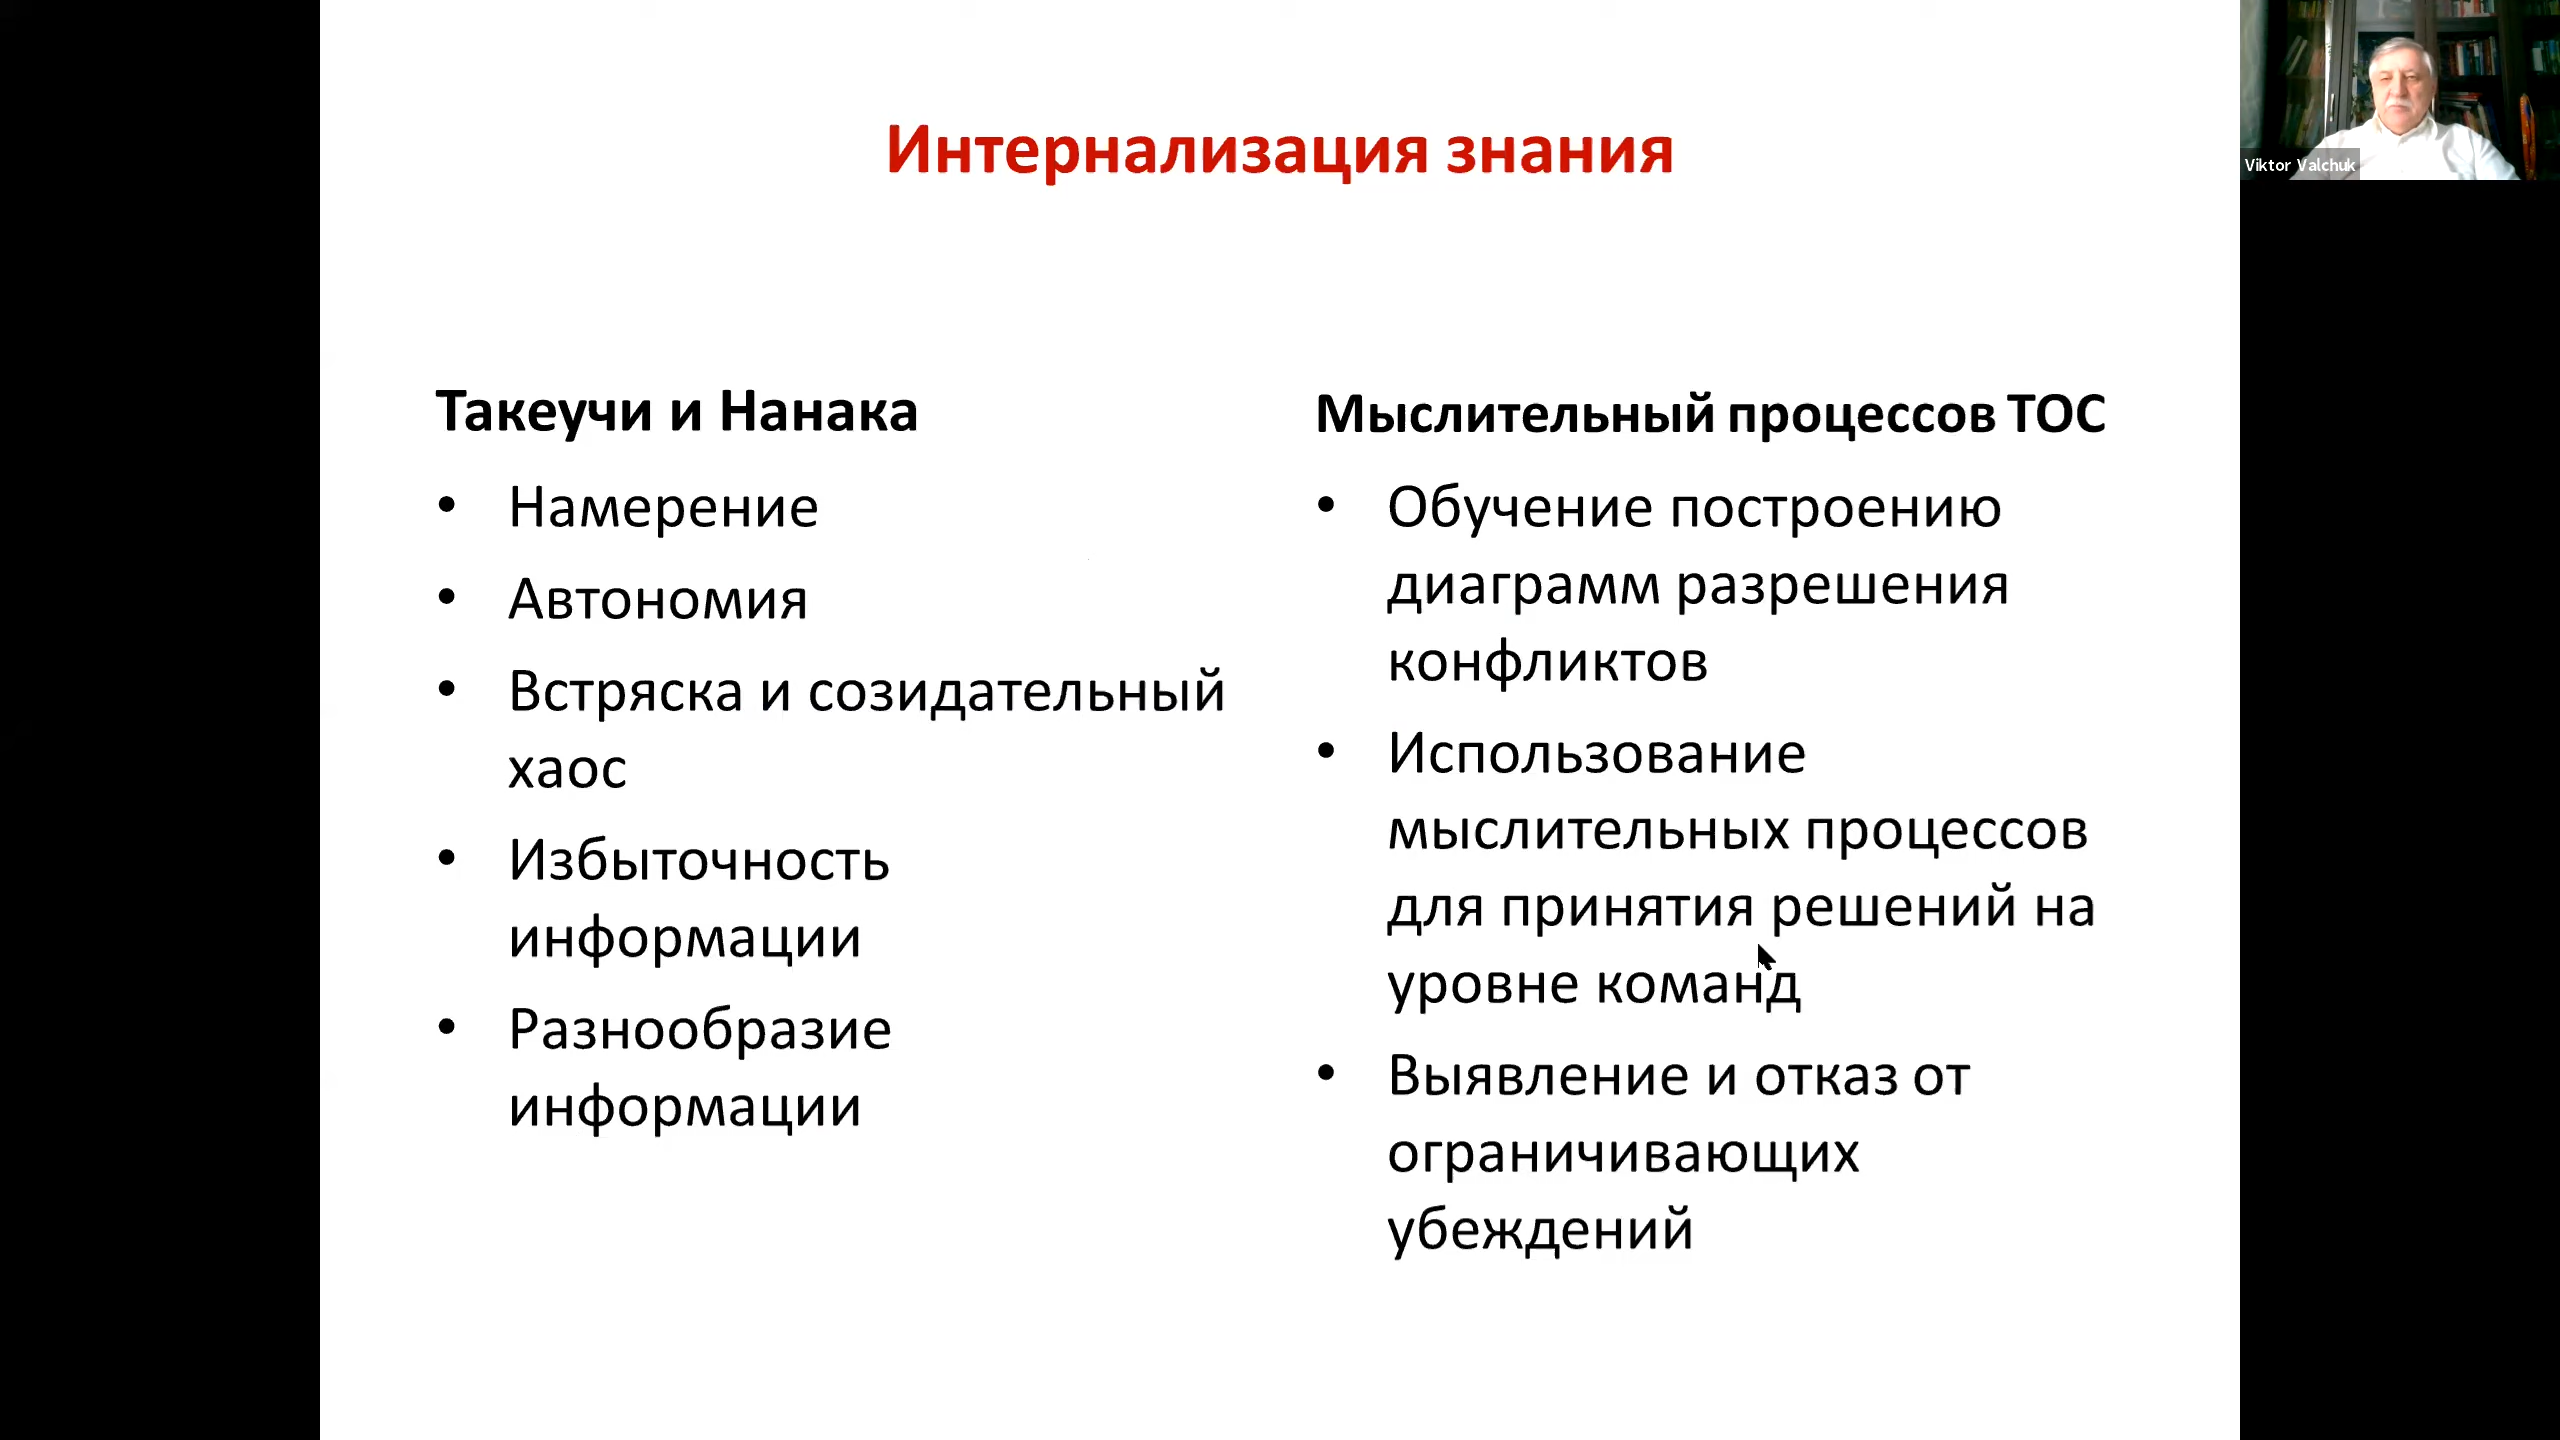 Интернализация знания
Viktor Valchuk
Такеучи и Нанака
• Намерение
• Автономия
• Встряска и созидательный
хаос
• Избыточность
информации
• Разнообразие
информации
Мыслительный процессов ТОС
• Обучение построению
диаграмм разрешения
конфликтов
• Использование
мыслительных процессов
для принятия решений на
уровне команд
• Выявление и отказ от
ограничивающих
убеждений